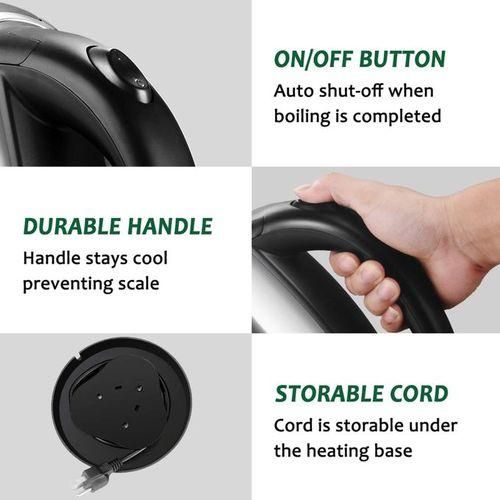 ON/OFF BUTTON
Auto shut-off when
boiling is completed
DURABLE HANDLE
Handle stays cool
preventing scale
STORABLE CORD
Cord is storable under
the heating base